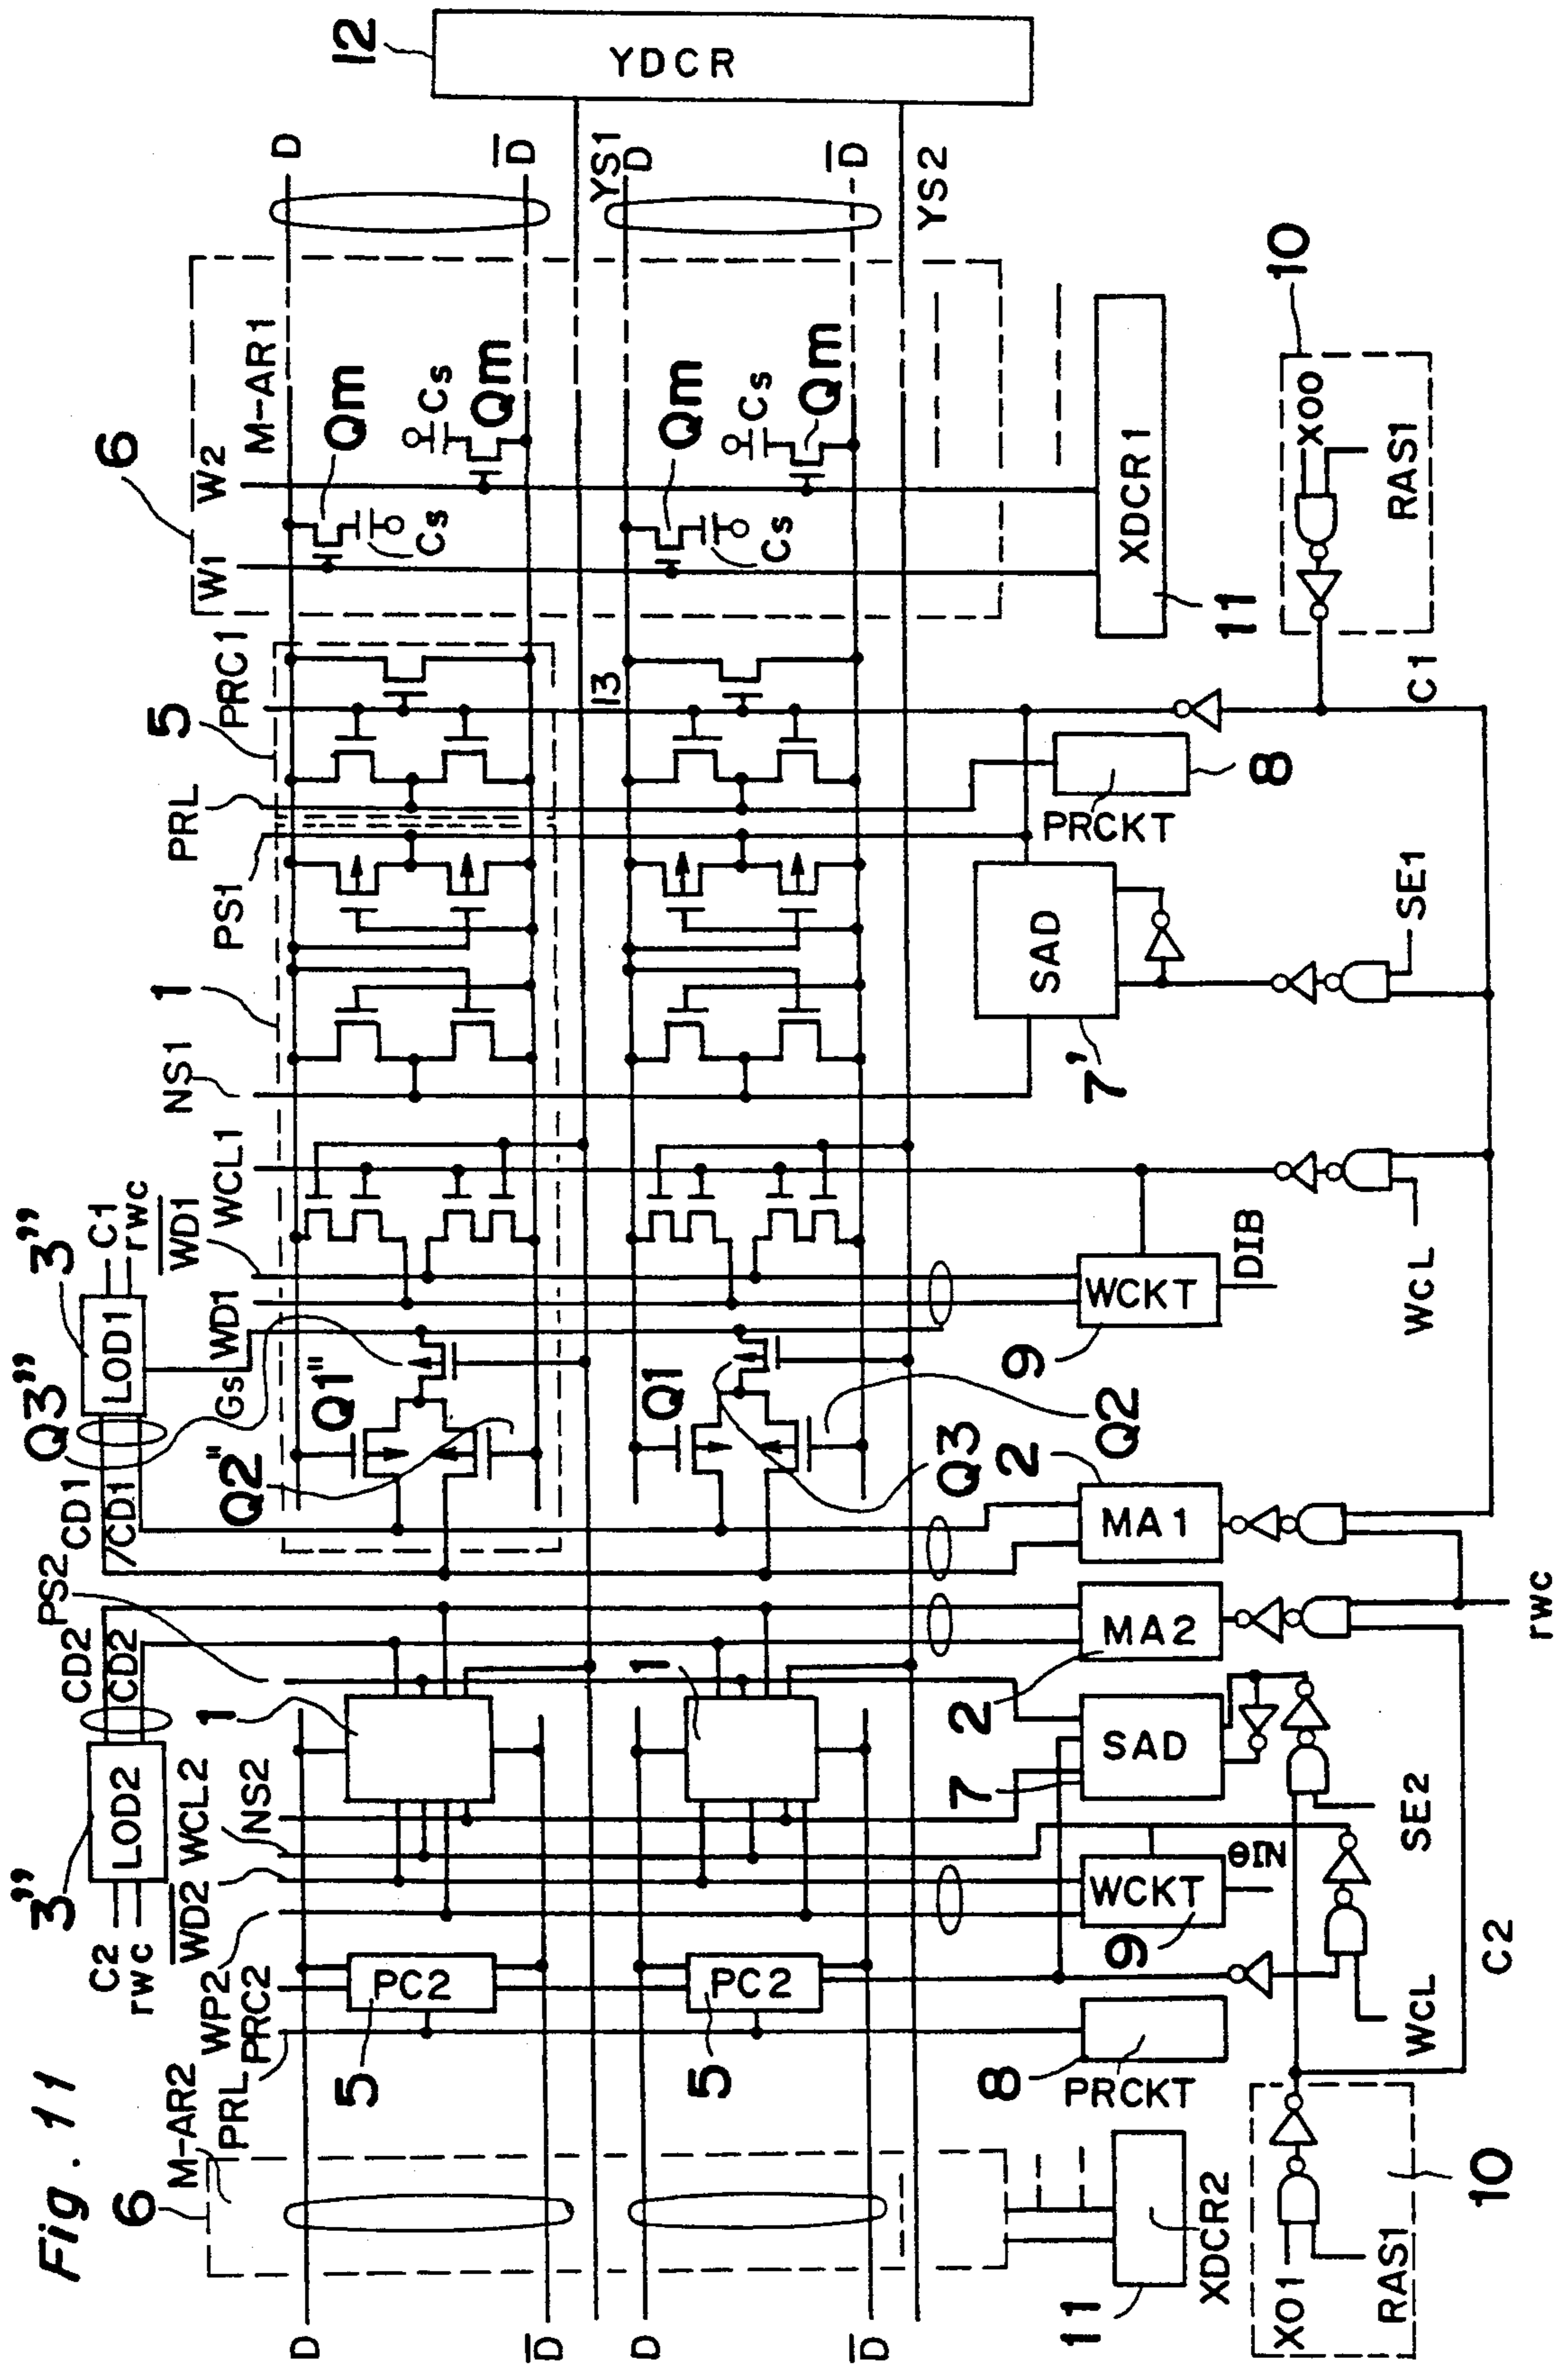 Fig. 11
12
YDCR
D
D̅
YS1
D
D̅
YS2
6
W1
W2
M-AR1
Qm
Cs
Cs
Qm
Qm
Cs
Cs
Qm
XDCR1
11
10
X00
RAS1
C1
5
PRC1
PRL
13
PRCKT
8
PS1
1
NS1
SAD
7'
SE1
WCL1
C1
rwc
W̅D̅1̅
3"
LOD1
WD1
Gs
Q3"
Q1"
Q2"
Q1
Q3
Q2
WCKT
9
DIB
WCL
CD1
/CD1
2
MA1
PS2
MA2
2
rwc
CD2
CD2
3"
LOD2
C2
rwc
1
1
WCL2
NS2
W̅D̅2̅
WP2
SAD
7
SE2
WCKT
9
θIN
WCL
C2
PRC2
PRL
PC2
5
PC2
5
8
PRCKT
M-AR2
6
D
D̅
D
D̅
11
XDCR2
X01
RAS1
10